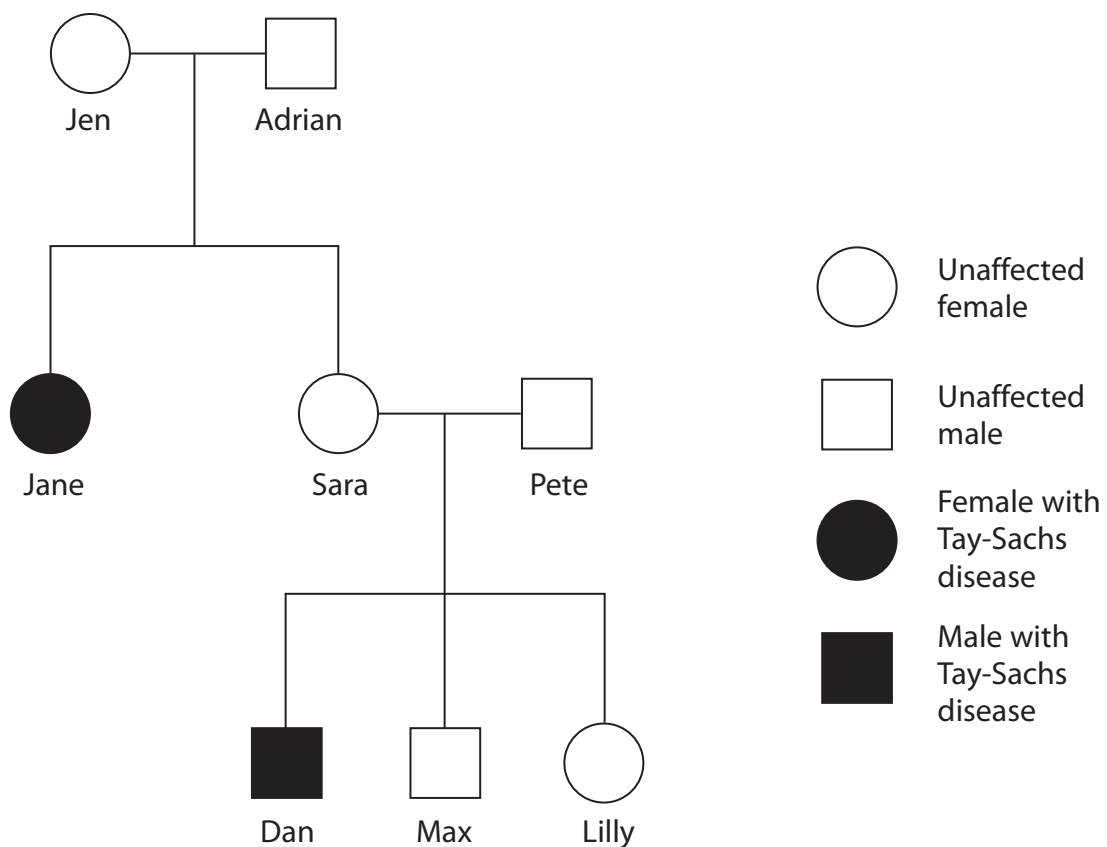 Jen
Adrian
Jane
Sara
Pete
Dan
Max
Lilly
Unaffected
female
Unaffected
male
Female with
Tay-Sachs
disease
Male with
Tay-Sachs
disease